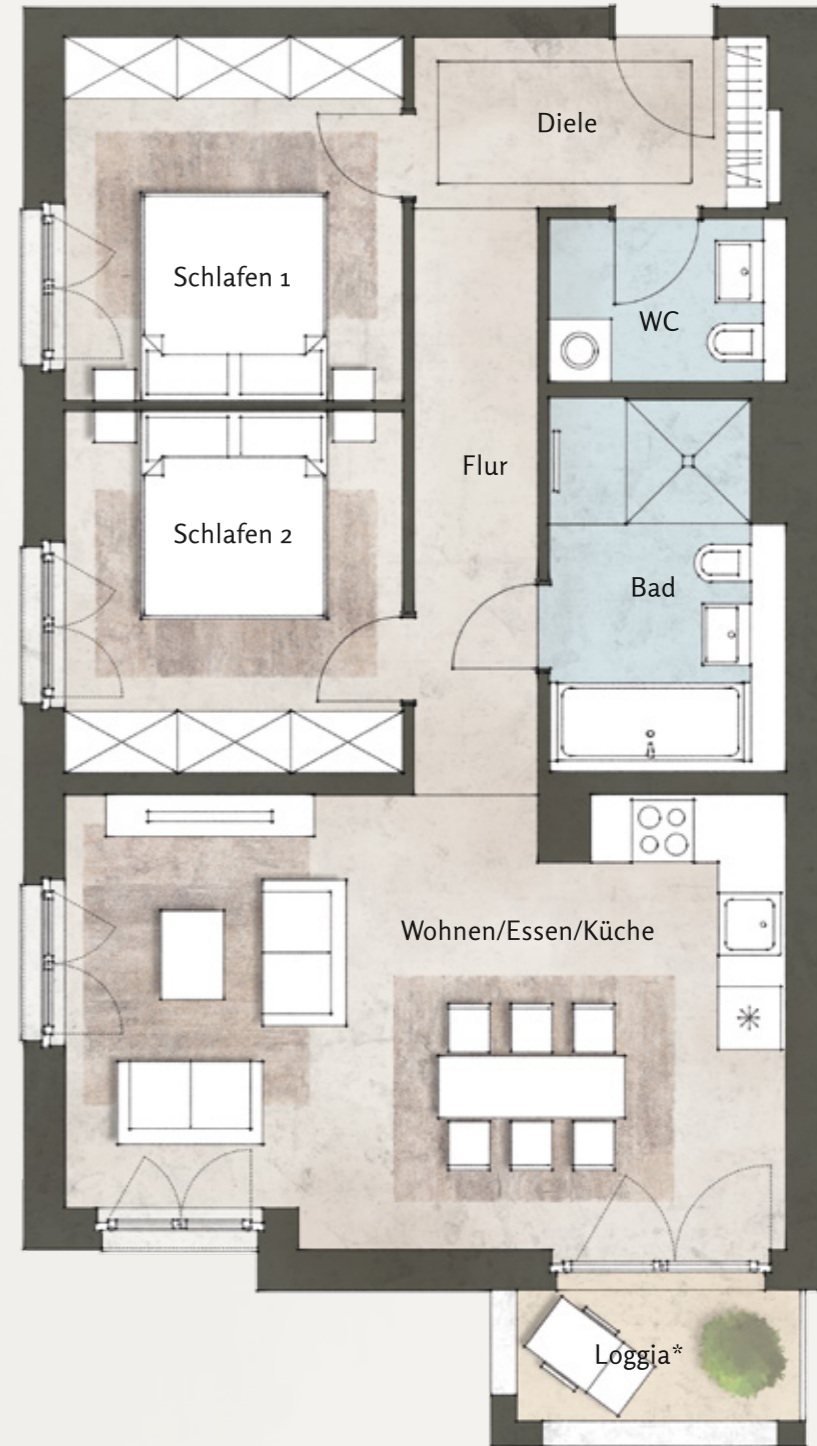 Diele
Schlafen 1
WC
Flur
Schlafen 2
Bad
Wohnen/Essen/Küche
Loggia*